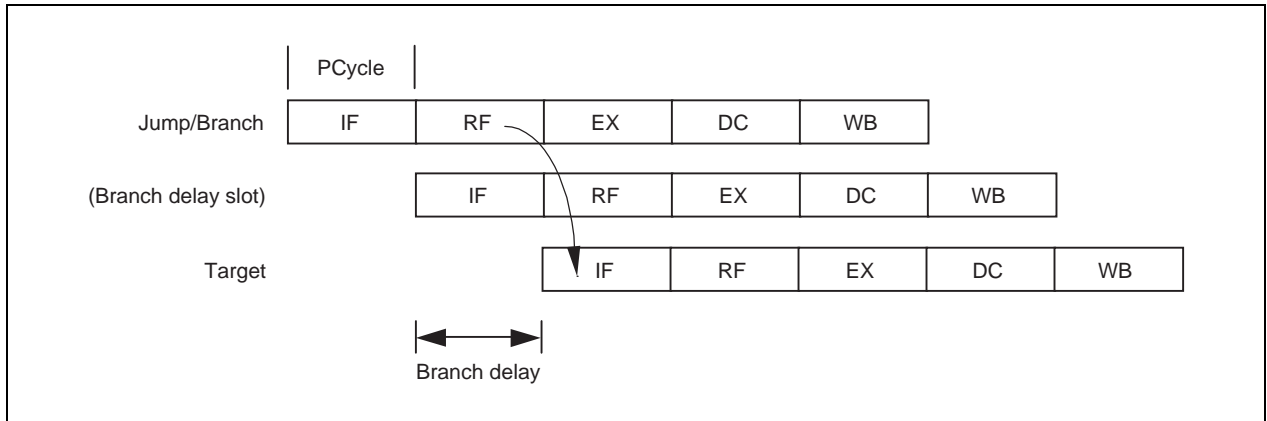 PCycle
Jump/Branch IF RF EX DC WB
(Branch delay slot) IF RF EX DC WB
Target IF RF EX DC WB
Branch delay